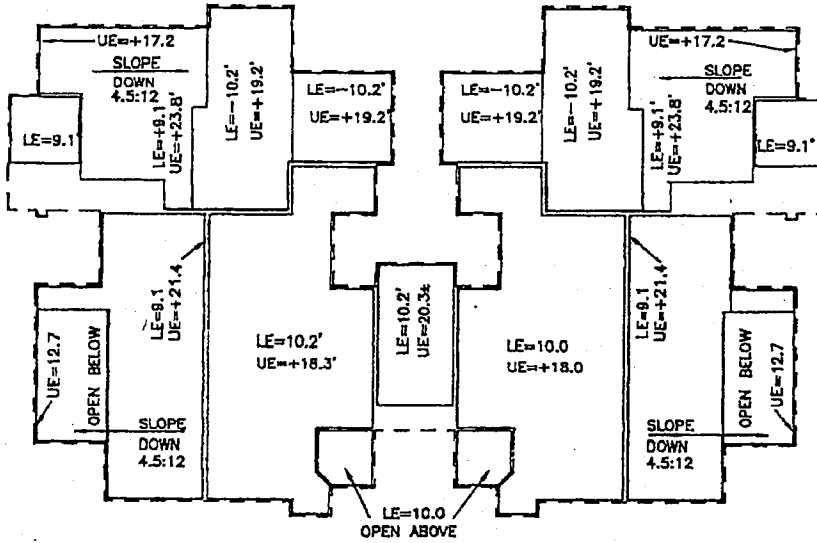 UE=+17.2
SLOPE
DOWN
4.5:12
LE=9.1
LE=+9.1'
UE=+23.8'
LE=-10.2'
UE=+19.2'
LE=-10.2'
UE=+19.2'
LE=-10.2'
UE=+19.2'
LE=-10.2'
UE=+19.2'
UE=+17.2
SLOPE
DOWN
4.5:12
LE=+9.1'
UE=+23.8'
LE=9.1'
LE=9.1
UE=+21.4
UE=12.7
OPEN BELOW
SLOPE
DOWN
4.5:12
LE=10.2'
UE=+18.3'
LE=10.2'
UE=20.3±
LE=10.0
UE=+18.0
LE=9.1
UE=+21.4
OPEN BELOW
UE=12.7
SLOPE
DOWN
4.5:12
LE=10.0
OPEN ABOVE